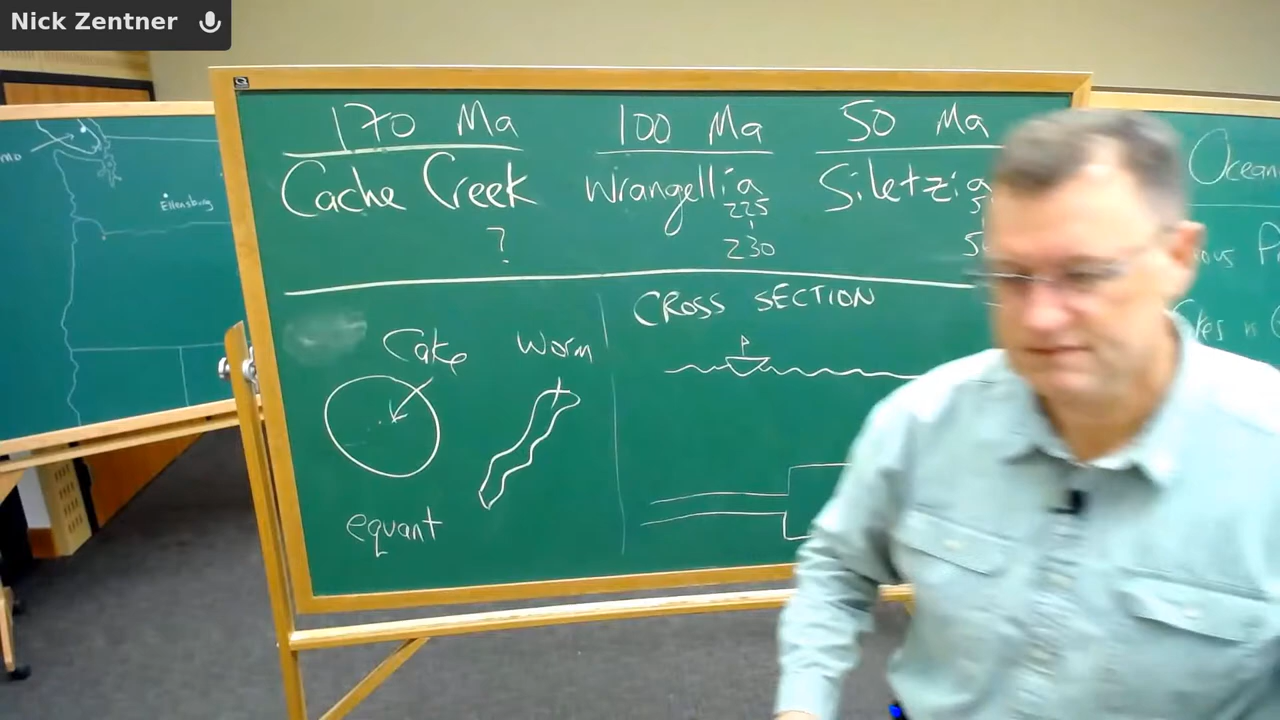 Nick Zentner
170 Ma
100 Ma
50 Ma
Cache Creek
Wrangellia
Siletzia
?
225
230
Cake
Worm
equant
CROSS SECTION
P
Ellensburg
Ocean